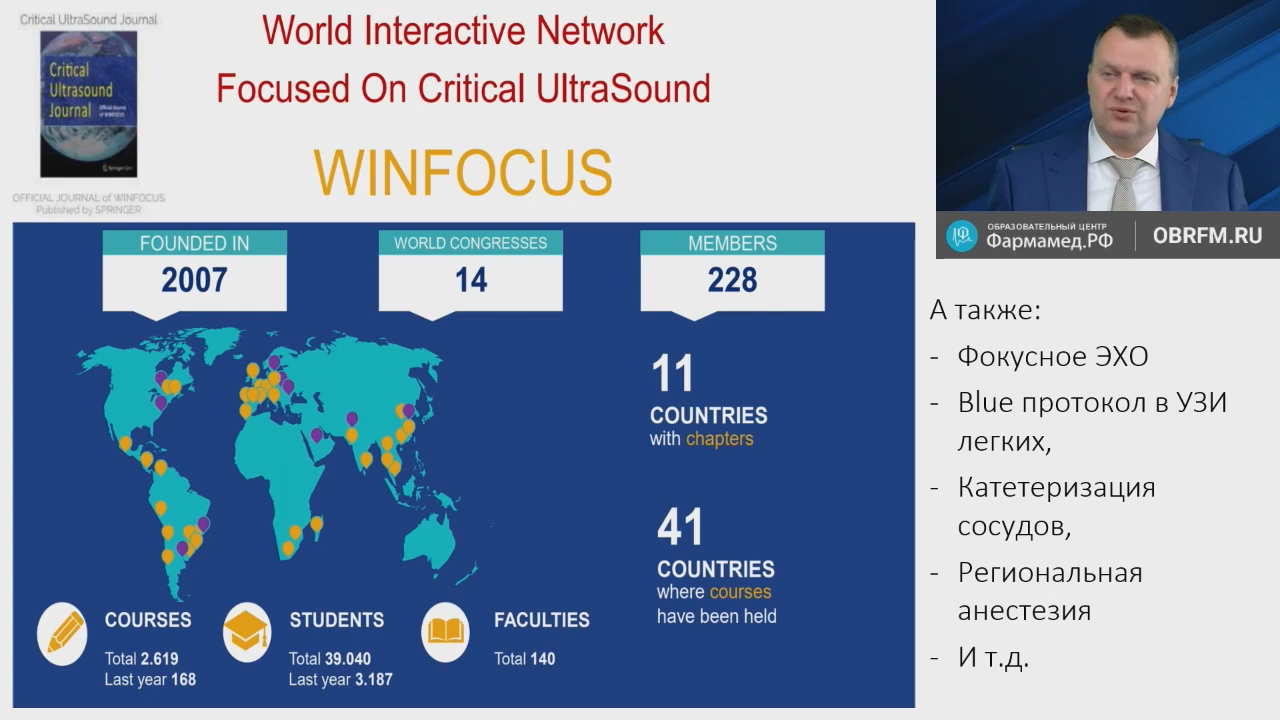 Critical UltraSound Journal
Critical
Ultrasound
Journal
World Interactive Network
Focused On Critical UltraSound
WINFOCUS
OFFICIAL JOURNAL of WINFOCUS
Published by SPRINGER
FOUNDED IN
2007
WORLD CONGRESSES
14
MEMBERS
228
11
COUNTRIES
with chapters
41
COUNTRIES
where courses
have been held
COURSES
Total 2.619
Last year 168
STUDENTS
Total 39.040
Last year 3.187
FACULTIES
Total 140
ОБРАЗОВАТЕЛЬНЫЙ ЦЕНТР
Фармамед.РФ
OBRFM.RU
А также:
- Фокусное ЭХО
- Blue протокол в УЗИ
легких,
- Катетеризация
сосудов,
- Региональная
анестезия
- И т.д.